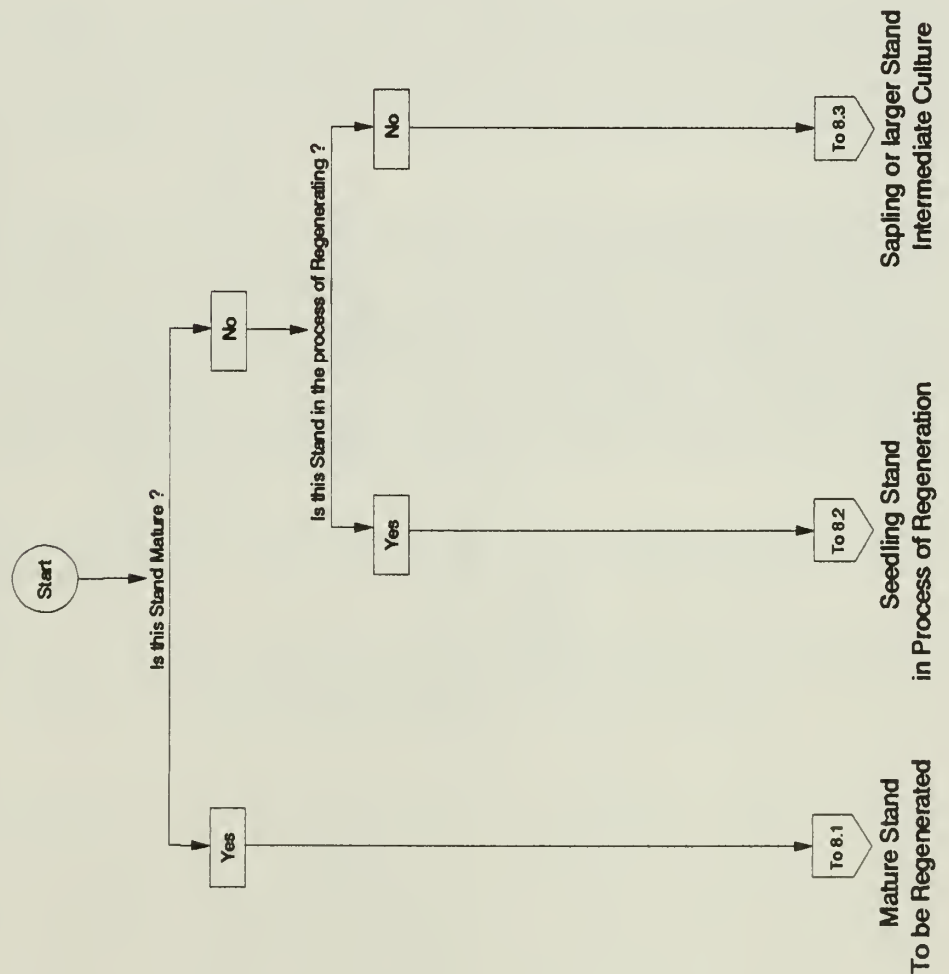 Start
Is this Stand Mature ?
Yes
No
Is this Stand in the process of Regenerating ?
Yes
No
To 8.1
To 8.2
To 8.3
Mature Stand
To be Regenerated
Seedling Stand
in Process of Regeneration
Sapling or larger Stand
Intermediate Culture